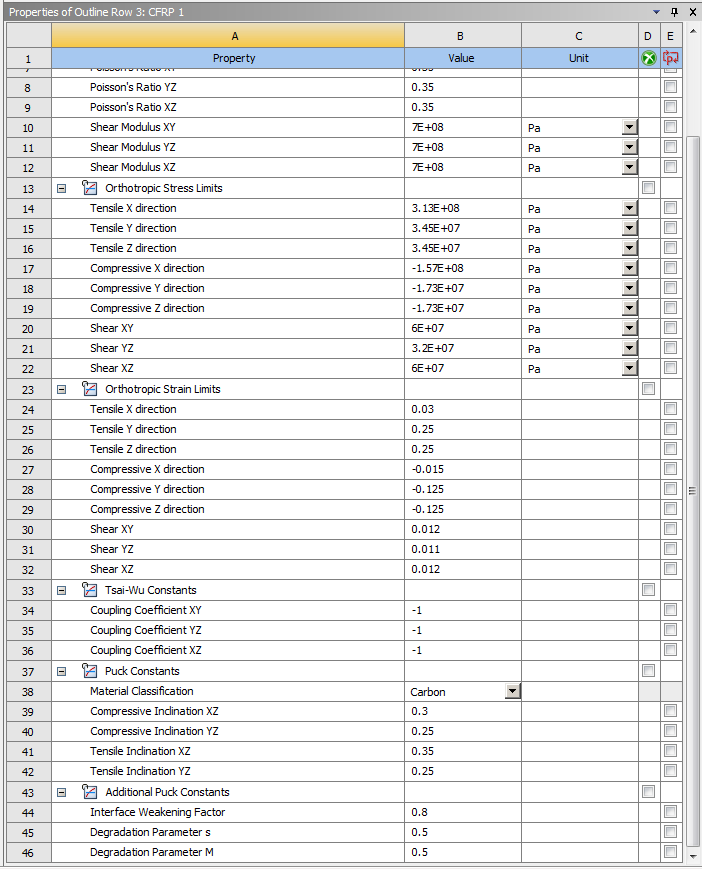 Properties of Outline Row 3: CFRP 1
A B C D E
1 Property Value Unit
7 Poisson's Ratio XY 0.35
8 Poisson's Ratio YZ 0.35
9 Poisson's Ratio XZ 0.35
10 Shear Modulus XY 7E+08 Pa
11 Shear Modulus YZ 7E+08 Pa
12 Shear Modulus XZ 7E+08 Pa
13 Orthotropic Stress Limits
14 Tensile X direction 3.13E+08 Pa
15 Tensile Y direction 3.45E+07 Pa
16 Tensile Z direction 3.45E+07 Pa
17 Compressive X direction -1.57E+08 Pa
18 Compressive Y direction -1.73E+07 Pa
19 Compressive Z direction -1.73E+07 Pa
20 Shear XY 6E+07 Pa
21 Shear YZ 3.2E+07 Pa
22 Shear XZ 6E+07 Pa
23 Orthotropic Strain Limits
24 Tensile X direction 0.03
25 Tensile Y direction 0.25
26 Tensile Z direction 0.25
27 Compressive X direction -0.015
28 Compressive Y direction -0.125
29 Compressive Z direction -0.125
30 Shear XY 0.012
31 Shear YZ 0.011
32 Shear XZ 0.012
33 Tsai-Wu Constants
34 Coupling Coefficient XY -1
35 Coupling Coefficient YZ -1
36 Coupling Coefficient XZ -1
37 Puck Constants
38 Material Classification Carbon
39 Compressive Inclination XZ 0.3
40 Compressive Inclination YZ 0.25
41 Tensile Inclination XZ 0.35
42 Tensile Inclination YZ 0.25
43 Additional Puck Constants
44 Interface Weakening Factor 0.8
45 Degradation Parameter s 0.5
46 Degradation Parameter M 0.5